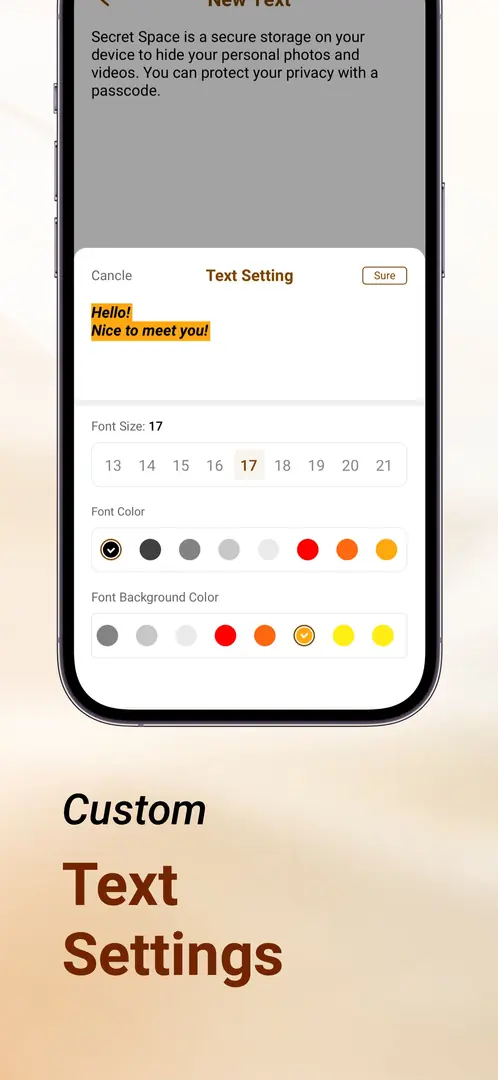 New Text
Secret Space is a secure storage on your
device to hide your personal photos and
videos. You can protect your privacy with a
passcode.
Cancle
Text Setting
Sure
Hello!
Nice to meet you!
Font Size: 17
13 14 15 16 17 18 19 20 21
Font Color
Font Background Color
Custom
Text
Settings